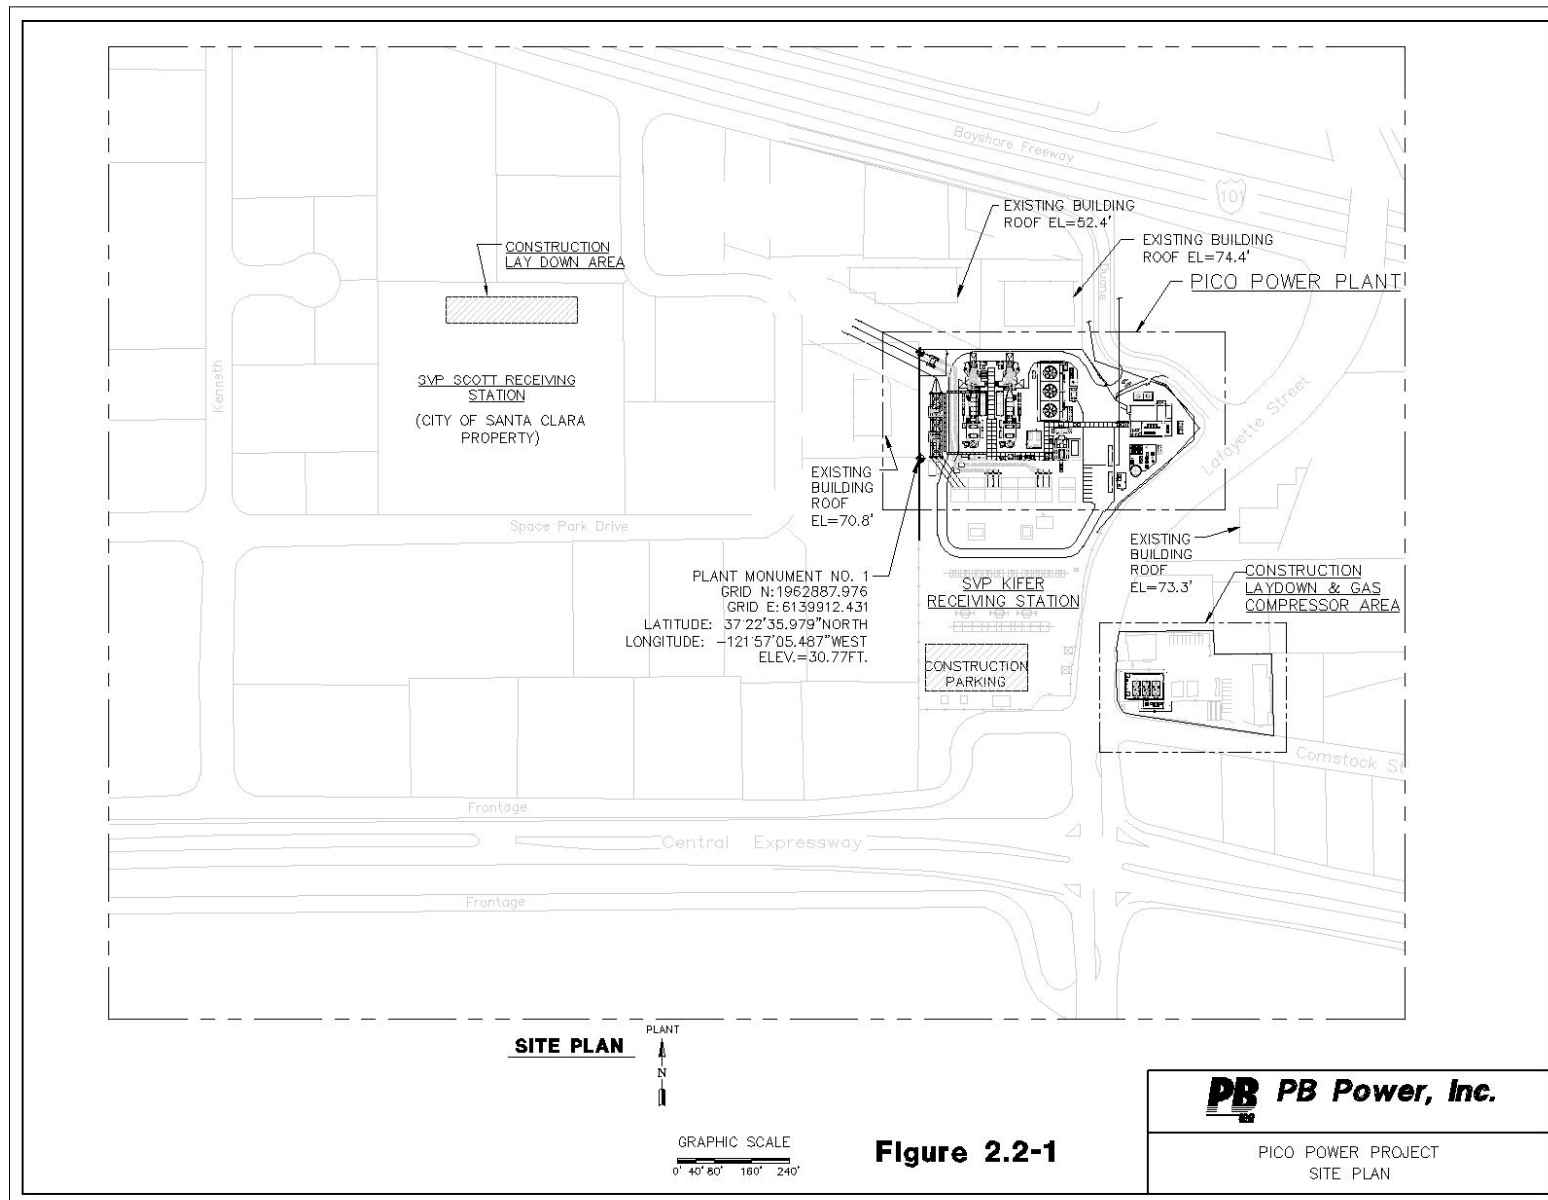 Bayshore Freeway
101
EXISTING BUILDING
ROOF EL=52.4'
EXISTING BUILDING
ROOF EL=74.4'
CONSTRUCTION
LAY DOWN AREA
Duane
PICO POWER PLANT
SVP SCOTT RECEIVING
STATION
(CITY OF SANTA CLARA
PROPERTY)
Kenneth
Lafayette Street
EXISTING
BUILDING
ROOF
EL=70.8'
Space Park Drive
EXISTING
BUILDING
ROOF
EL=73.3'
PLANT MONUMENT NO. 1
GRID N:1962887.976
GRID E:6139912.431
LATITUDE: 37°22'35.979"NORTH
LONGITUDE: -121°57'05.487"WEST
ELEV.=30.77FT.
SVP KIFER
RECEIVING STATION
CONSTRUCTION
LAYDOWN & GAS
COMPRESSOR AREA
CONSTRUCTION
PARKING
Comstock St
Frontage
Central Expressway
Frontage
SITE PLAN
PLANT
N
GRAPHIC SCALE
0' 40' 80' 160' 240'
Figure 2.2-1
PB PB Power, Inc.
PICO POWER PROJECT
SITE PLAN